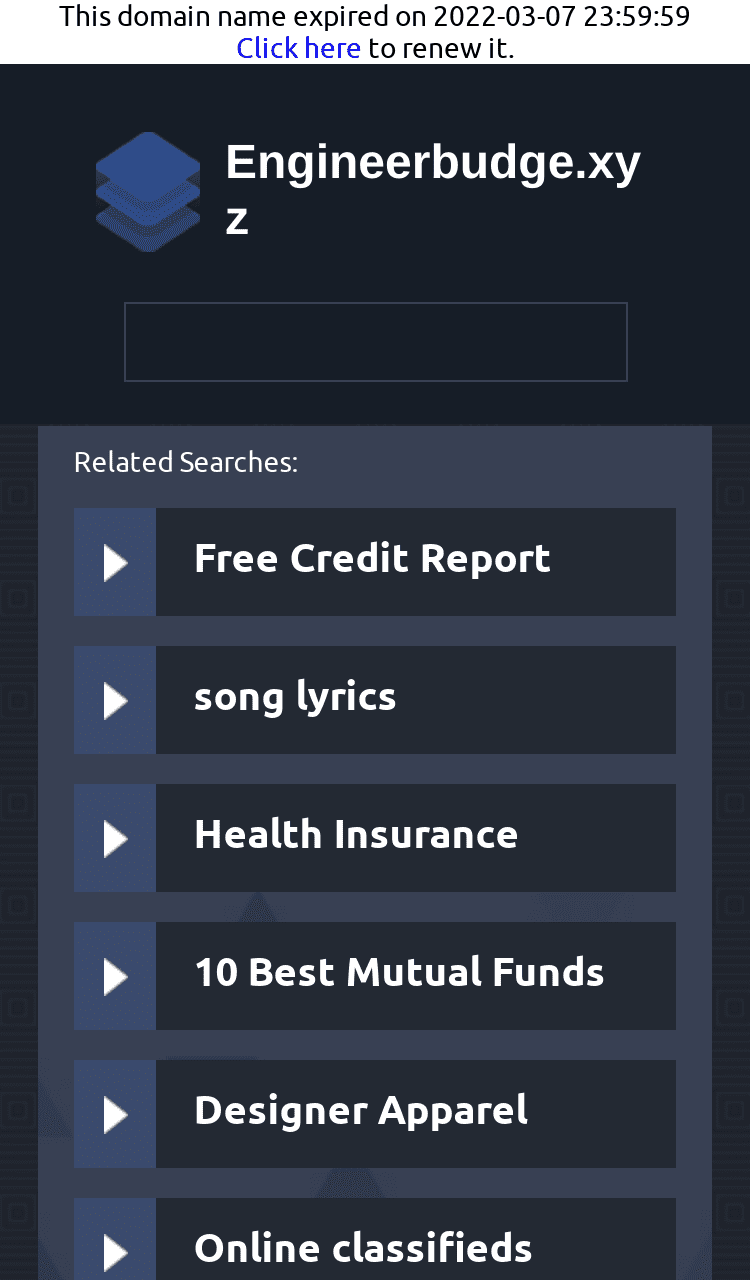 This domain name expired on 2022-03-07 23:59:59
Click here to renew it.
Engineerbudge.xy
z
Related Searches:
Free Credit Report
song lyrics
Health Insurance
10 Best Mutual Funds
Designer Apparel
Online classifieds